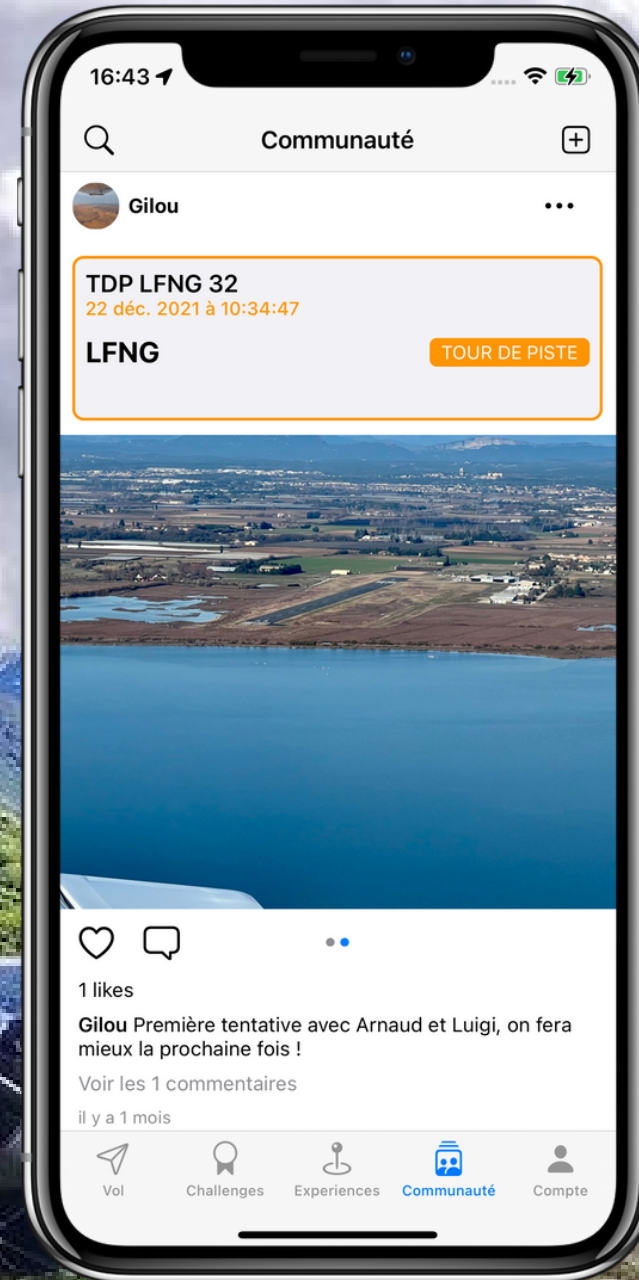 16:43
Communauté
Gilou
TDP LFNG 32
22 déc. 2021 à 10:34:47
LFNG
TOUR DE PISTE
1 likes
Gilou Première tentative avec Arnaud et Luigi, on fera
mieux la prochaine fois !
Voir les 1 commentaires
il y a 1 mois
Vol
Challenges
Experiences
Communauté
Compte